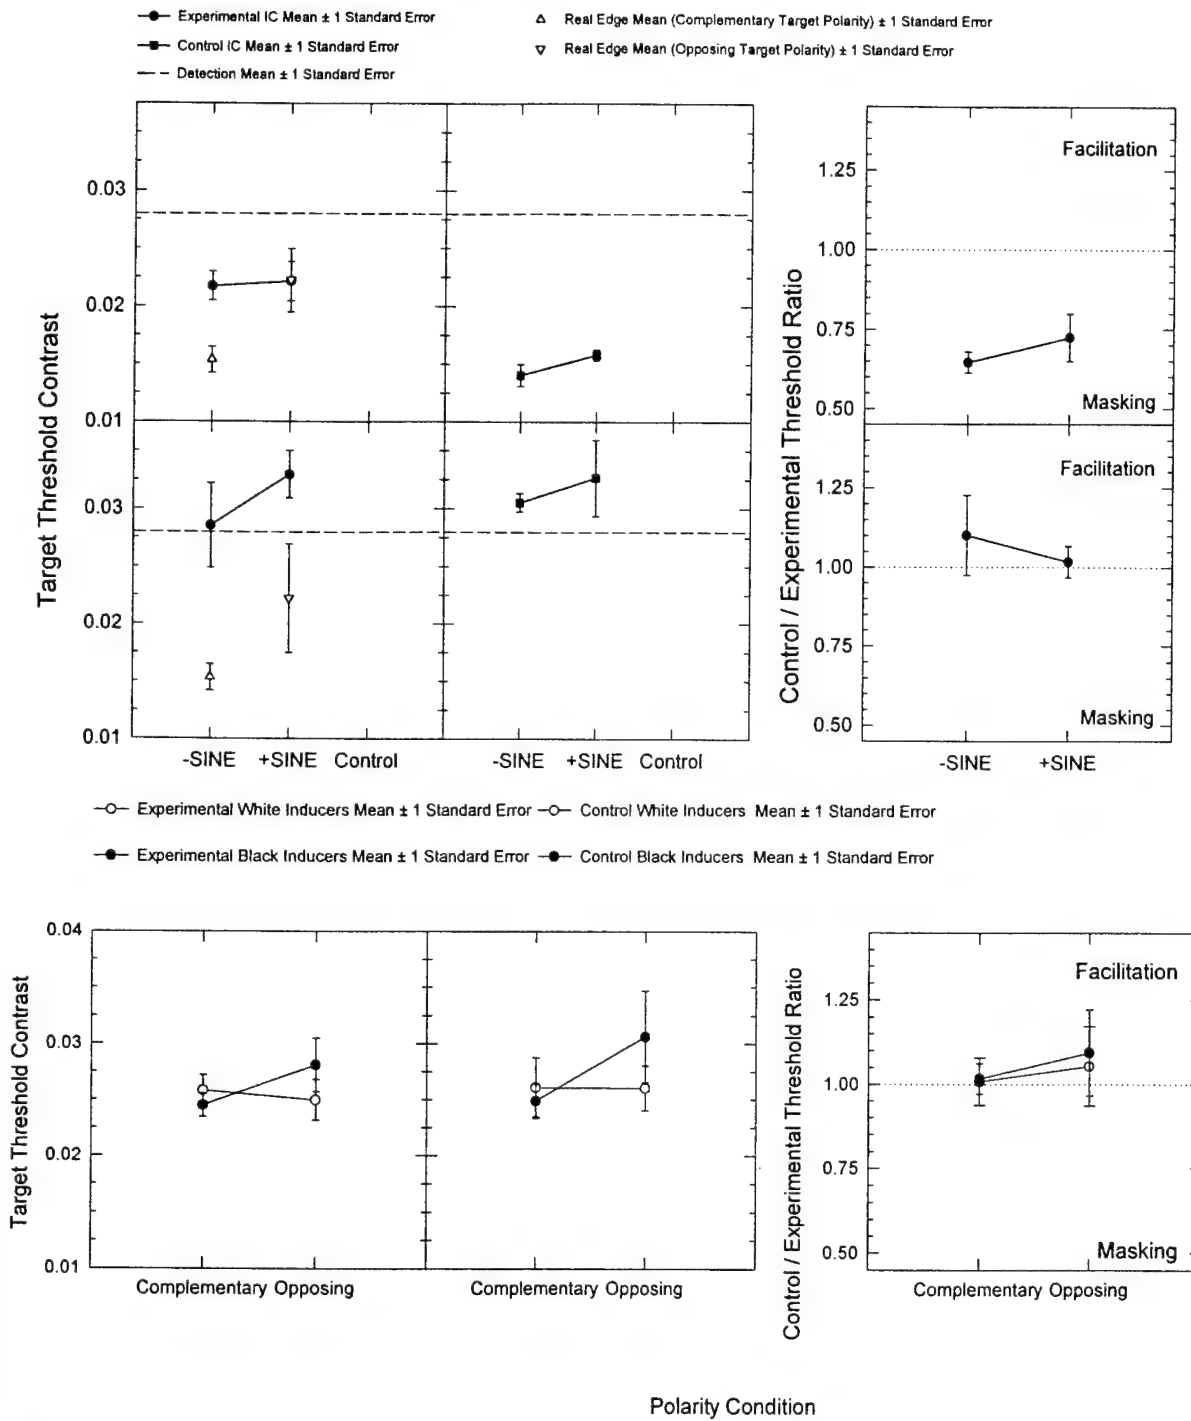 Experimental IC Mean ± 1 Standard Error
Control IC Mean ± 1 Standard Error
Detection Mean ± 1 Standard Error
Real Edge Mean (Complementary Target Polarity) ± 1 Standard Error
Real Edge Mean (Opposing Target Polarity) ± 1 Standard Error
Target Threshold Contrast
0.03
0.02
0.01
0.03
0.02
0.01
-SINE +SINE Control
-SINE +SINE Control
Control / Experimental Threshold Ratio
Facilitation
1.25
1.00
0.75
0.50
Masking
Facilitation
1.25
1.00
0.75
0.50
Masking
-SINE +SINE
Experimental White Inducers Mean ± 1 Standard Error
Control White Inducers Mean ± 1 Standard Error
Experimental Black Inducers Mean ± 1 Standard Error
Control Black Inducers Mean ± 1 Standard Error
Target Threshold Contrast
0.04
0.03
0.02
0.01
Complementary Opposing
Complementary Opposing
Control / Experimental Threshold Ratio
Facilitation
1.25
1.00
0.75
0.50
Masking
Complementary Opposing
Polarity Condition